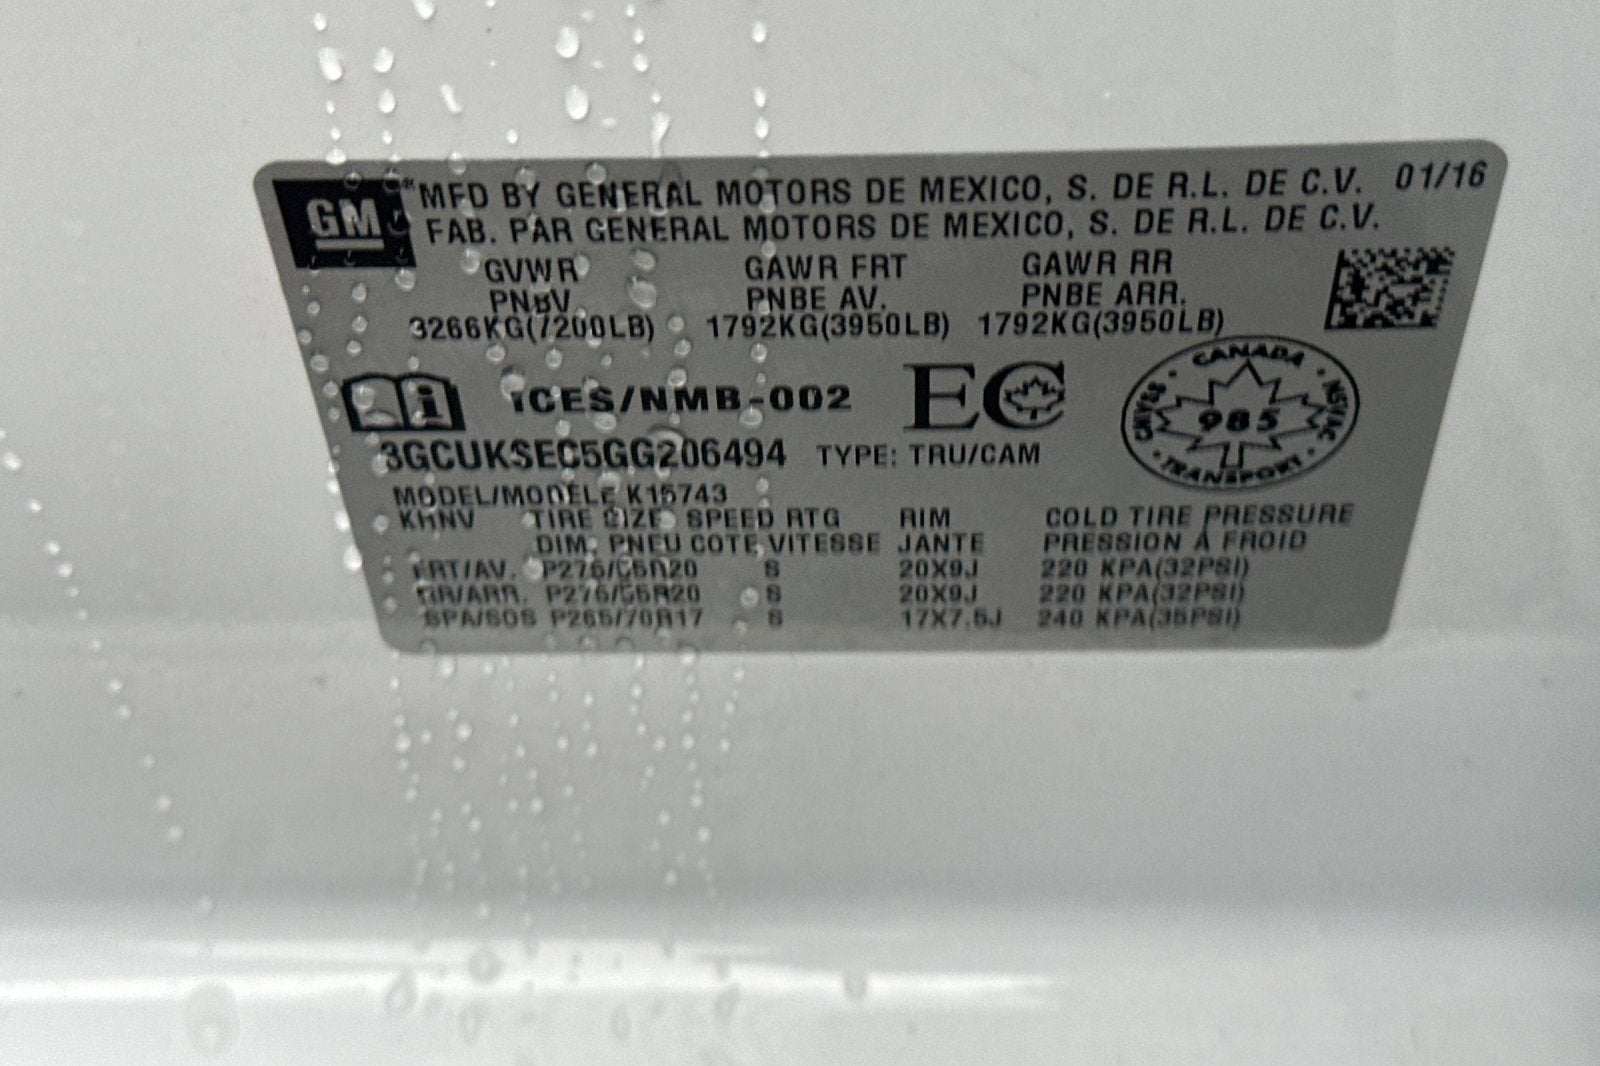 GM MFD BY GENERAL MOTORS DE MEXICO, S. DE R.L. DE C.V. 01/16
FAB. PAR GENERAL MOTORS DE MEXICO, S. DE R.L. DE C.V.
GVWR GAWR FRT GAWR RR
PNBV PNBE AV. PNBE ARR.
3266KG(7200LB) 1792KG(3950LB) 1792KG(3950LB)
i ICES/NMB-002 EC
CANADA
CMVSS NSVAC
985
TRANSPORT
3GCUKSEC5GG206494 TYPE: TRU/CAM
MODEL/MODELE K15743
KHNV TIRE SIZE SPEED RTG RIM COLD TIRE PRESSURE
DIM. PNEU COTE VITESSE JANTE PRESSION À FROID
FRT/AV. P275/55R20 S 20X9J 220 KPA(32PSI)
RR/ARR. P275/55R20 S 20X9J 220 KPA(32PSI)
SPA/SOS P265/70R17 S 17X7.5J 240 KPA(35PSI)